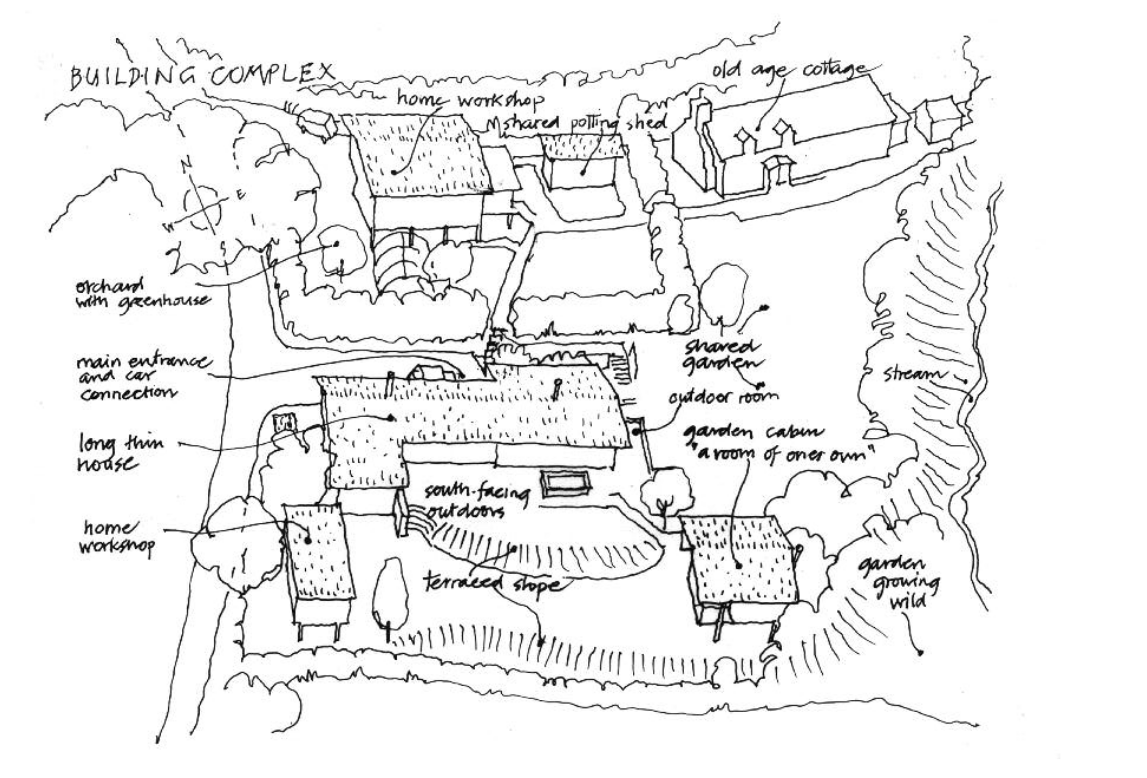 BUILDING COMPLEX
old age cottage
home workshop
shared potting shed
N
E
W
orchard
with greenhouse
main entrance
and car
connection
shared
garden
stream
outdoor room
long thin
house
garden cabin
"a room of ones own"
south-facing
outdoors
home
workshop
terraced slope
garden
growing
wild